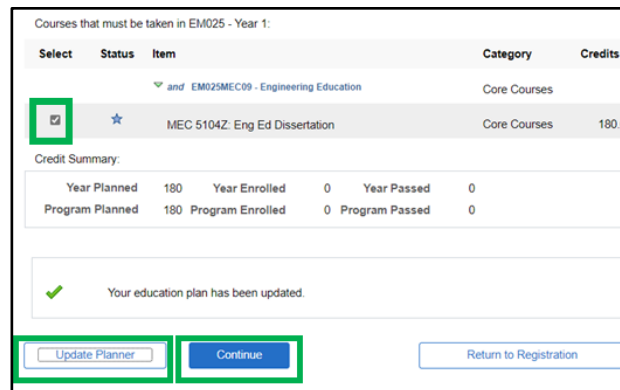 Courses that must be taken in EM025 - Year 1:
Select Status Item Category Credits
and EM025MEC09 - Engineering Education Core Courses
MEC 5104Z: Eng Ed Dissertation Core Courses 180.
Credit Summary:
Year Planned 180 Year Enrolled 0 Year Passed 0
Program Planned 180 Program Enrolled 0 Program Passed 0
Your education plan has been updated.
Update Planner Continue Return to Registration